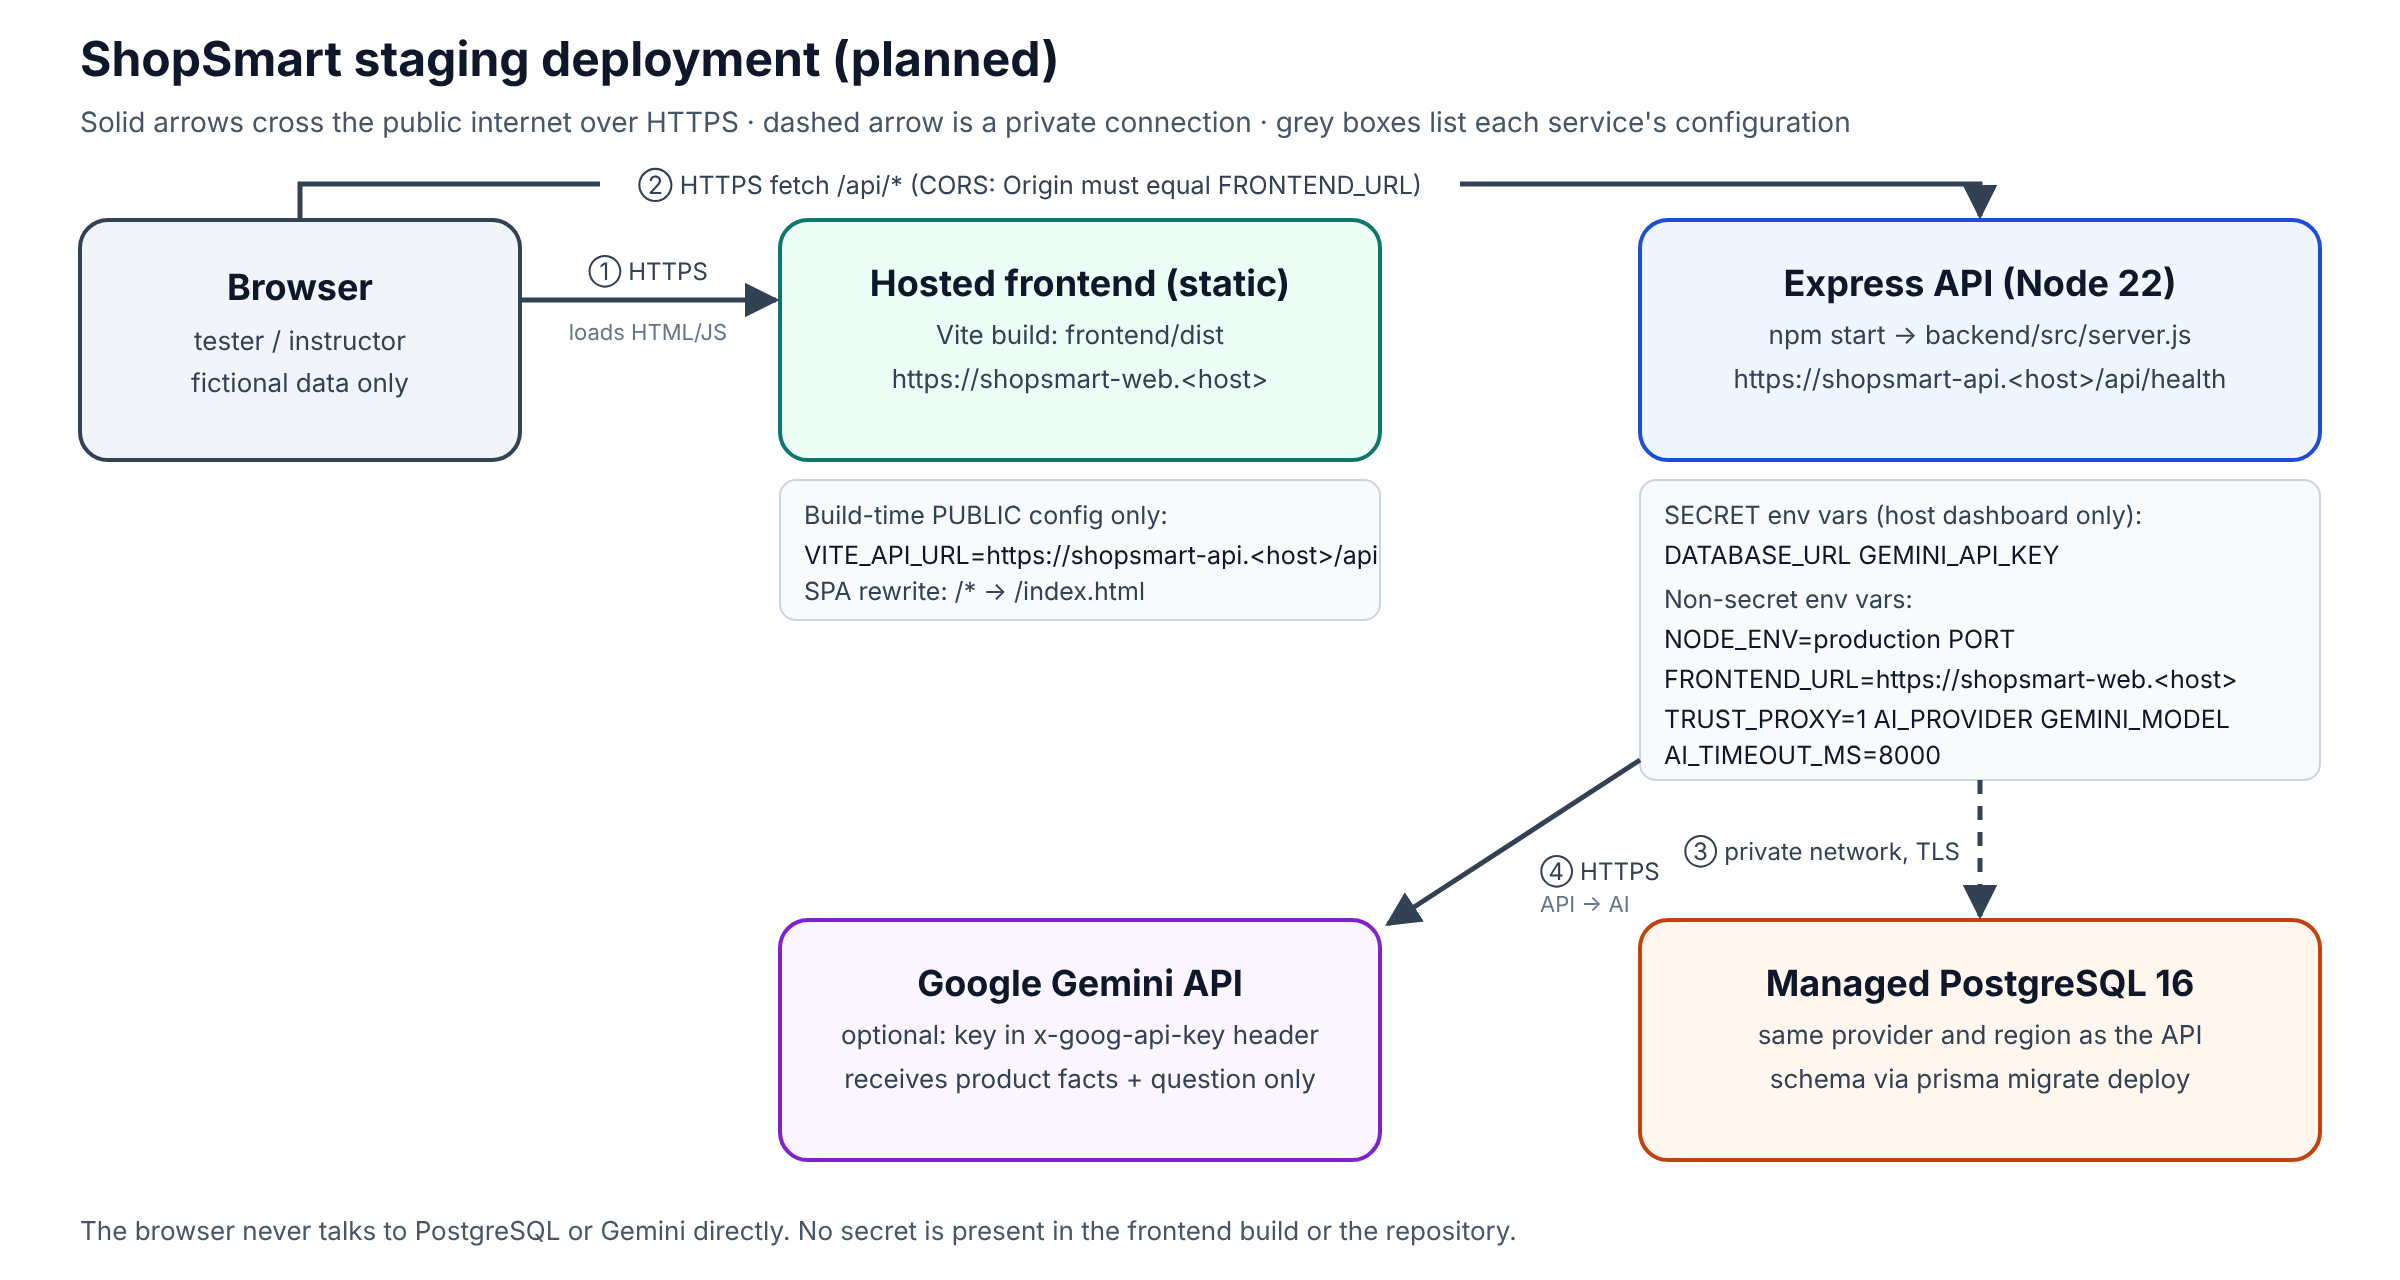 ShopSmart staging deployment (planned)
Solid arrows cross the public internet over HTTPS · dashed arrow is a private connection · grey boxes list each service's configuration
② HTTPS fetch /api/* (CORS: Origin must equal FRONTEND_URL)
Browser
tester / instructor
fictional data only
① HTTPS
loads HTML/JS
Hosted frontend (static)
Vite build: frontend/dist
https://shopsmart-web.<host>
Express API (Node 22)
npm start → backend/src/server.js
https://shopsmart-api.<host>/api/health
Build-time PUBLIC config only:
VITE_API_URL=https://shopsmart-api.<host>/api
SPA rewrite: /* → /index.html
SECRET env vars (host dashboard only):
DATABASE_URL GEMINI_API_KEY
Non-secret env vars:
NODE_ENV=production PORT
FRONTEND_URL=https://shopsmart-web.<host>
TRUST_PROXY=1 AI_PROVIDER GEMINI_MODEL
AI_TIMEOUT_MS=8000
③ private network, TLS
④ HTTPS
API → AI
Google Gemini API
optional: key in x-goog-api-key header
receives product facts + question only
Managed PostgreSQL 16
same provider and region as the API
schema via prisma migrate deploy
The browser never talks to PostgreSQL or Gemini directly. No secret is present in the frontend build or the repository.